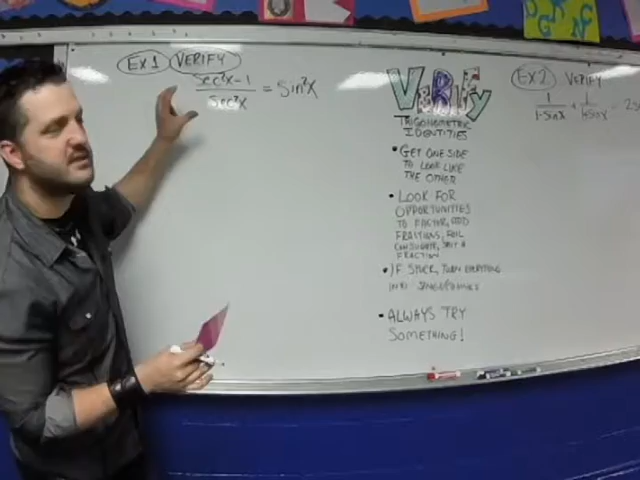 Ex 1 VERIFY
sec²x-1
sec²x
= sin²x
VERIFY
TRIGONOMETRIC
IDENTITIES
• GET ONE SIDE
TO LOOK LIKE
THE OTHER
• LOOK FOR
OPPORTUNITIES
TO FACTOR, ADD
FRACTIONS, FOIL
CONJUGATE, SPLIT A
FRACTION
• IF STUCK, TURN EVERYTHING
INTO SINES/COSINES
• ALWAYS TRY
SOMETHING!
Ex 2 VERIFY
1
1-sinx
+
1
1+sinx